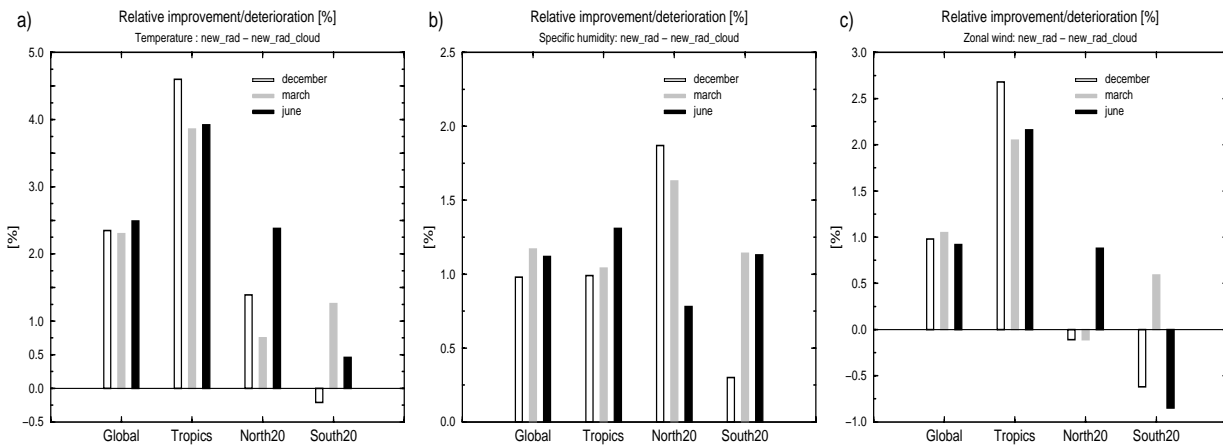 a)
Relative improvement/deterioration [%]
Temperature : new_rad − new_rad_cloud
5.0
4.0
3.0
2.0
1.0
0.5
0.0
−0.5
[%]
december
march
june
Global Tropics North20 South20
b)
Relative improvement/deterioration [%]
Specific humidity: new_rad − new_rad_cloud
2.5
2.0
1.5
1.0
0.5
0.0
[%]
december
march
june
Global Tropics North20 South20
c)
Relative improvement/deterioration [%]
Zonal wind: new_rad − new_rad_cloud
3.0
2.5
2.0
1.5
1.0
0.5
0.0
−0.5
−1.0
[%]
december
march
june
Global Tropics North20 South20